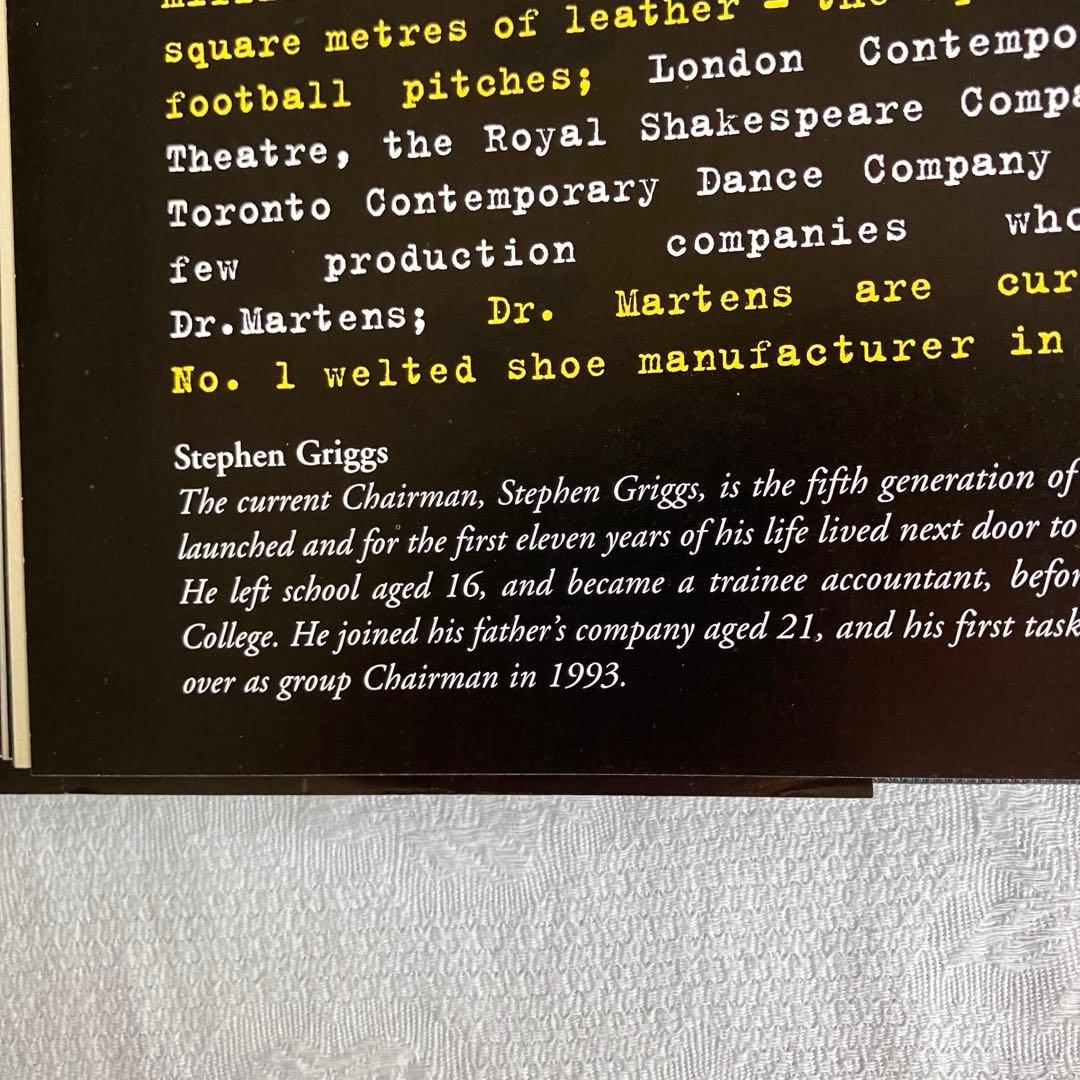 square metres of leather – the
football pitches; London Contempo
Theatre, the Royal Shakespeare Compa
Toronto Contemporary Dance Company
few production companies who
Dr.Martens; Dr. Martens are cur
No. 1 welted shoe manufacturer in
Stephen Griggs
The current Chairman, Stephen Griggs, is the fifth generation of
launched and for the first eleven years of his life lived next door to
He left school aged 16, and became a trainee accountant, befor
College. He joined his father's company aged 21, and his first task
over as group Chairman in 1993.